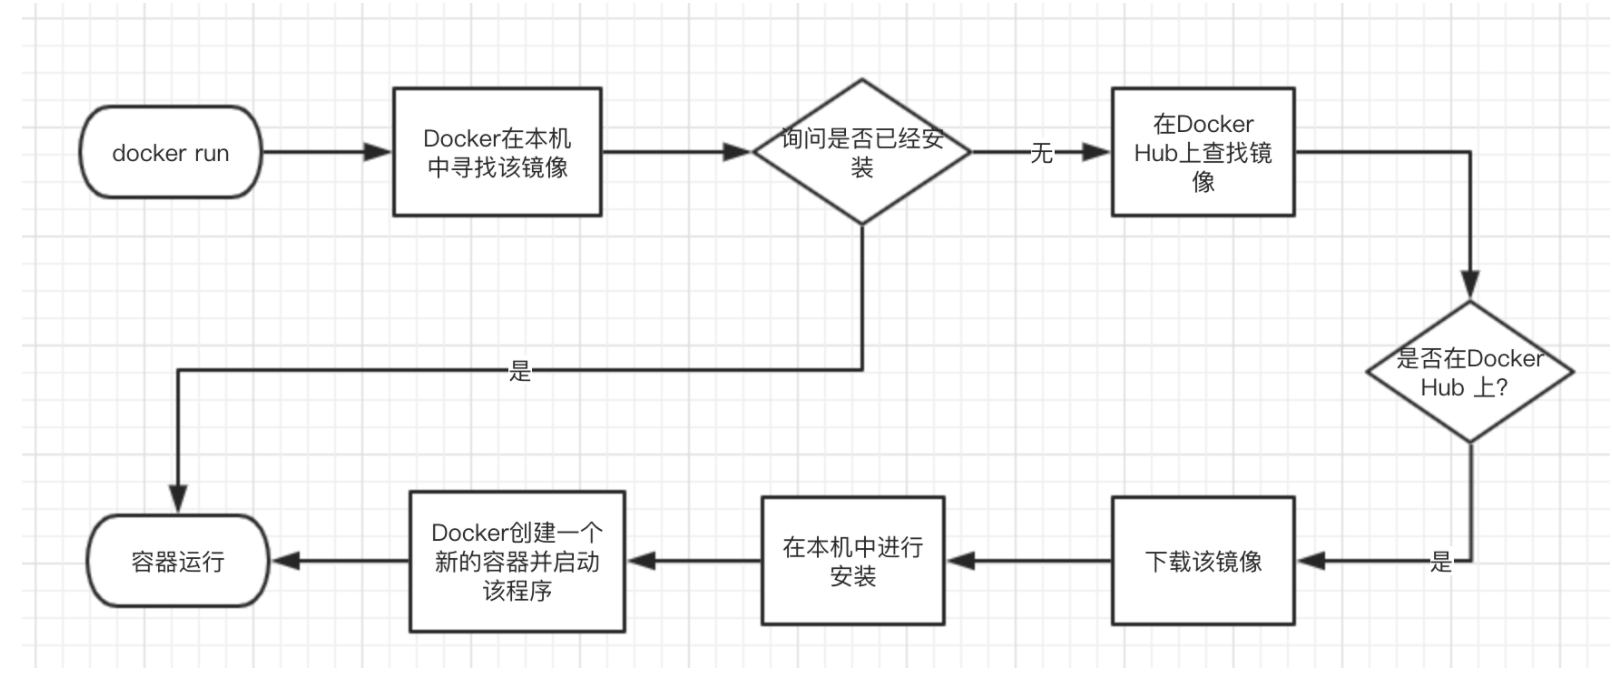 docker run
Docker在本机
中寻找该镜像
询问是否已经安
装
无
在Docker
Hub上查找镜
像
是否在Docker
Hub 上?
是
是
下载该镜像
在本机中进行
安装
Docker创建一个
新的容器并启动
该程序
容器运行